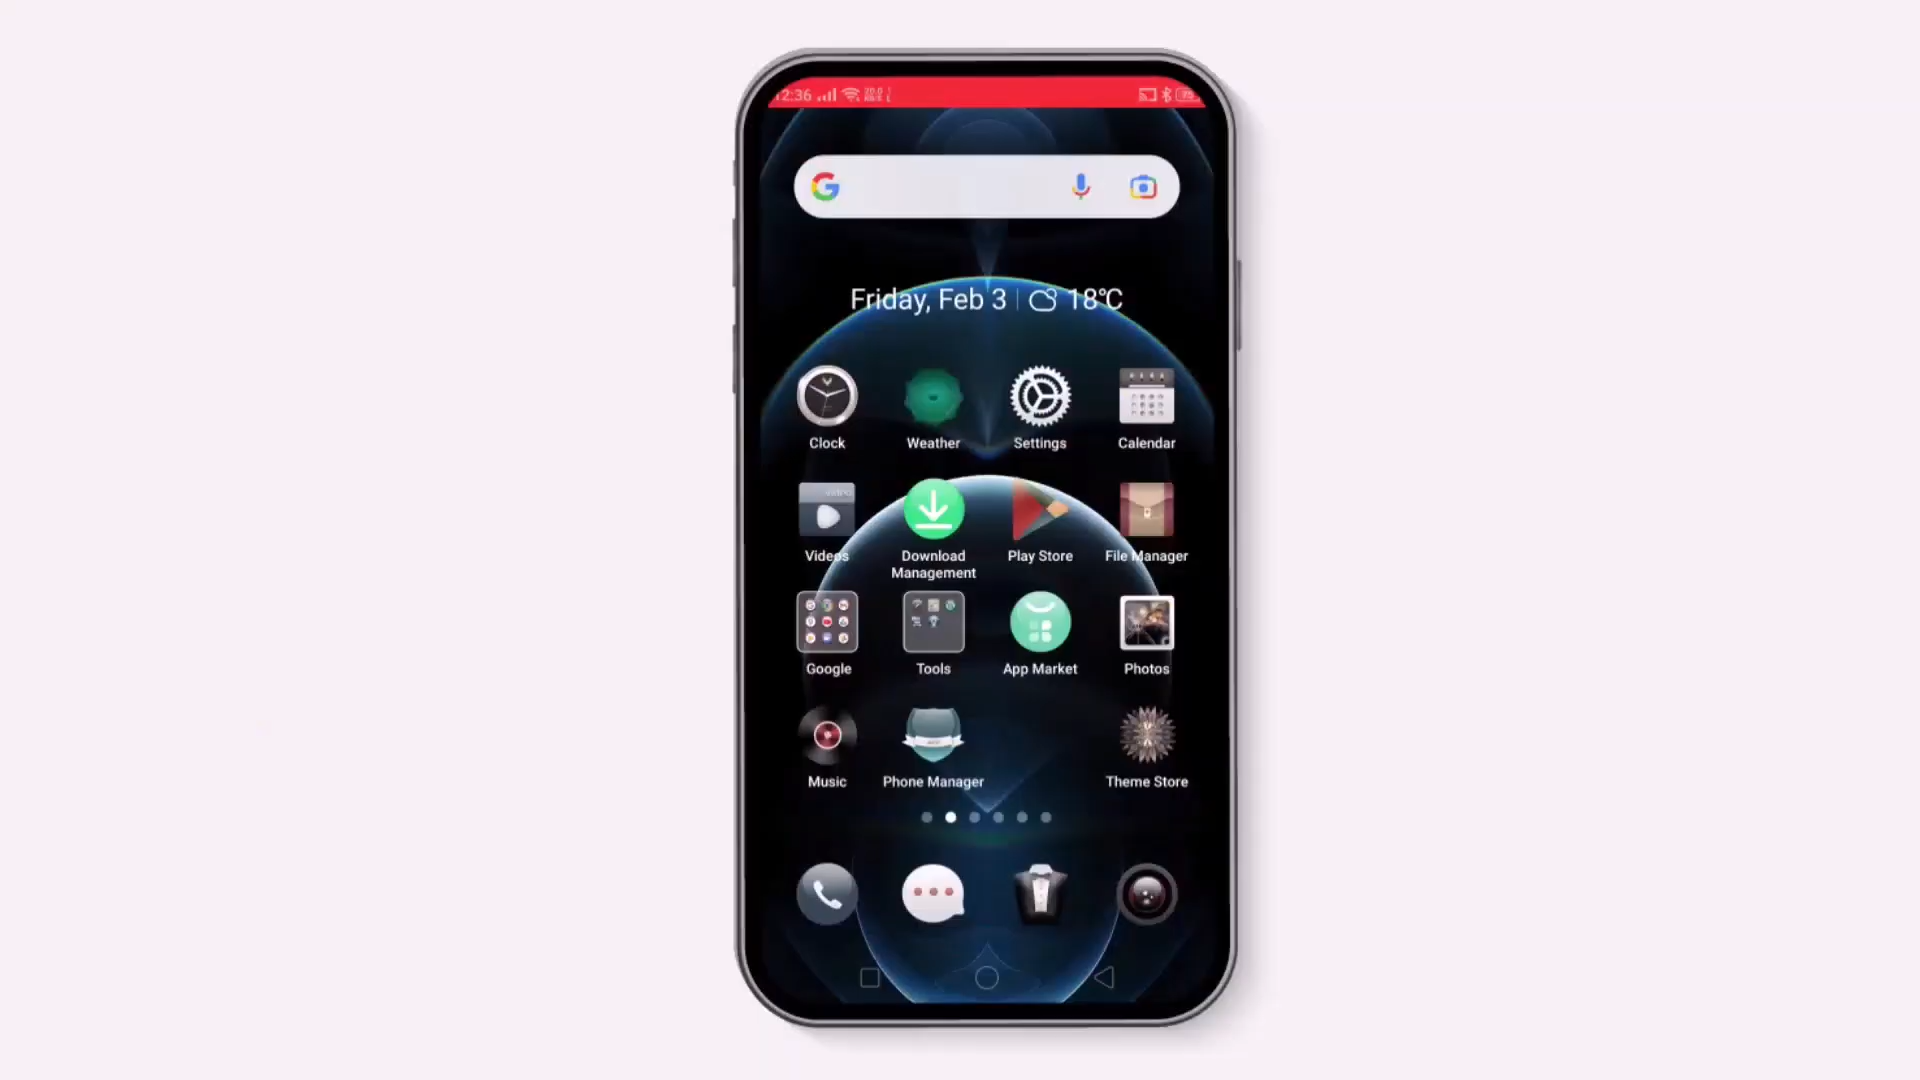 12:36
Friday, Feb 3 | 18°C
Clock Weather Settings Calendar
Videos Download Management Play Store File Manager
Google Tools App Market Photos
Music Phone Manager Theme Store